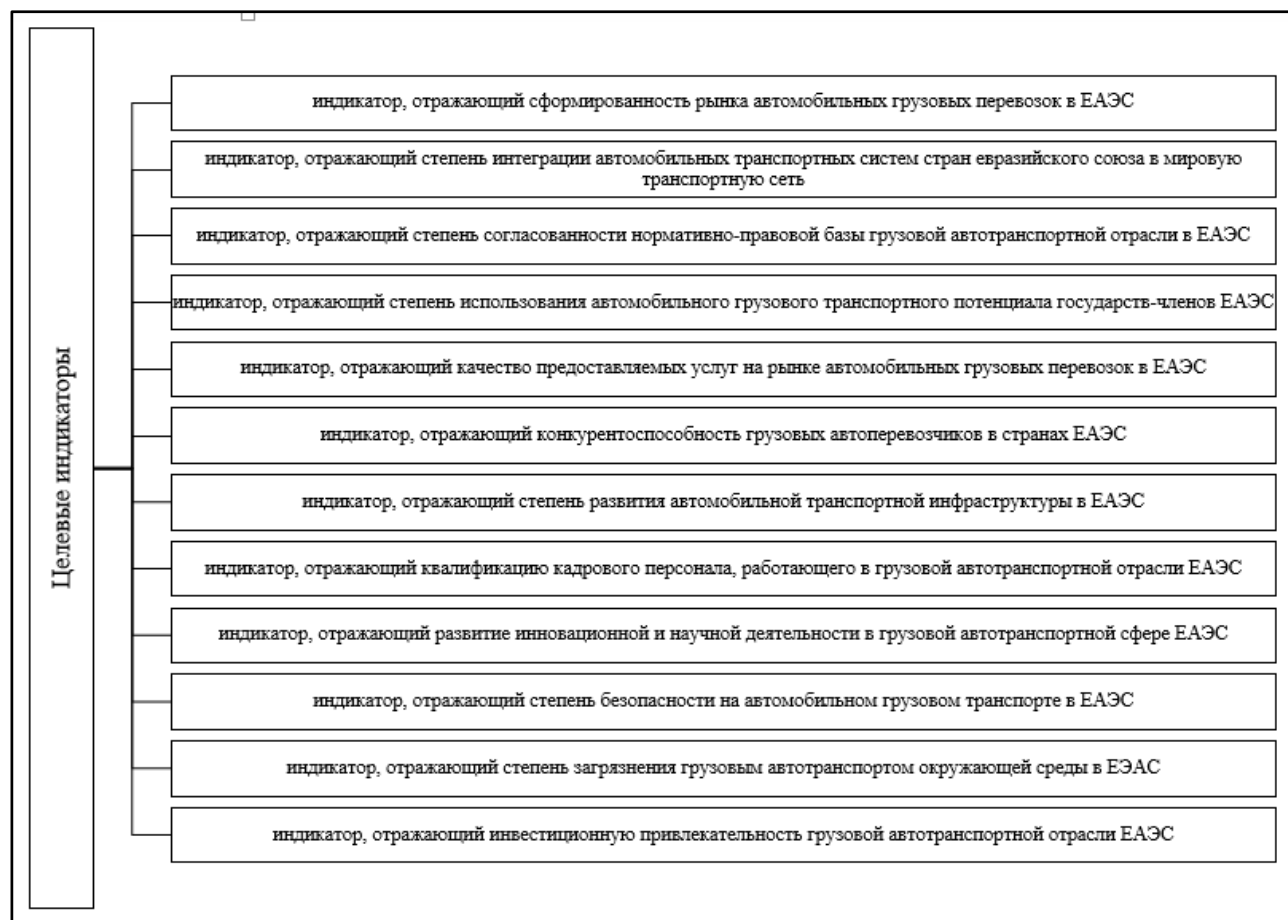 Целевые индикаторы
индикатор, отражающий сформированность рынка автомобильных грузовых перевозок в ЕАЭС
индикатор, отражающий степень интеграции автомобильных транспортных систем стран евразийского союза в мировую
транспортную сеть
индикатор, отражающий степень согласованности нормативно-правовой базы грузовой автотранспортной отрасли в ЕАЭС
индикатор, отражающий степень использования автомобильного грузового транспортного потенциала государств-членов ЕАЭС
индикатор, отражающий качество предоставляемых услуг на рынке автомобильных грузовых перевозок в ЕАЭС
индикатор, отражающий конкурентоспособность грузовых автоперевозчиков в странах ЕАЭС
индикатор, отражающий степень развития автомобильной транспортной инфраструктуры в ЕАЭС
индикатор, отражающий квалификацию кадрового персонала, работающего в грузовой автотранспортной отрасли ЕАЭС
индикатор, отражающий развитие инновационной и научной деятельности в грузовой автотранспортной сфере ЕАЭС
индикатор, отражающий степень безопасности на автомобильном грузовом транспорте в ЕАЭС
индикатор, отражающий степень загрязнения грузовым автотранспортом окружающей среды в ЕЭАС
индикатор, отражающий инвестиционную привлекательность грузовой автотранспортной отрасли ЕАЭС